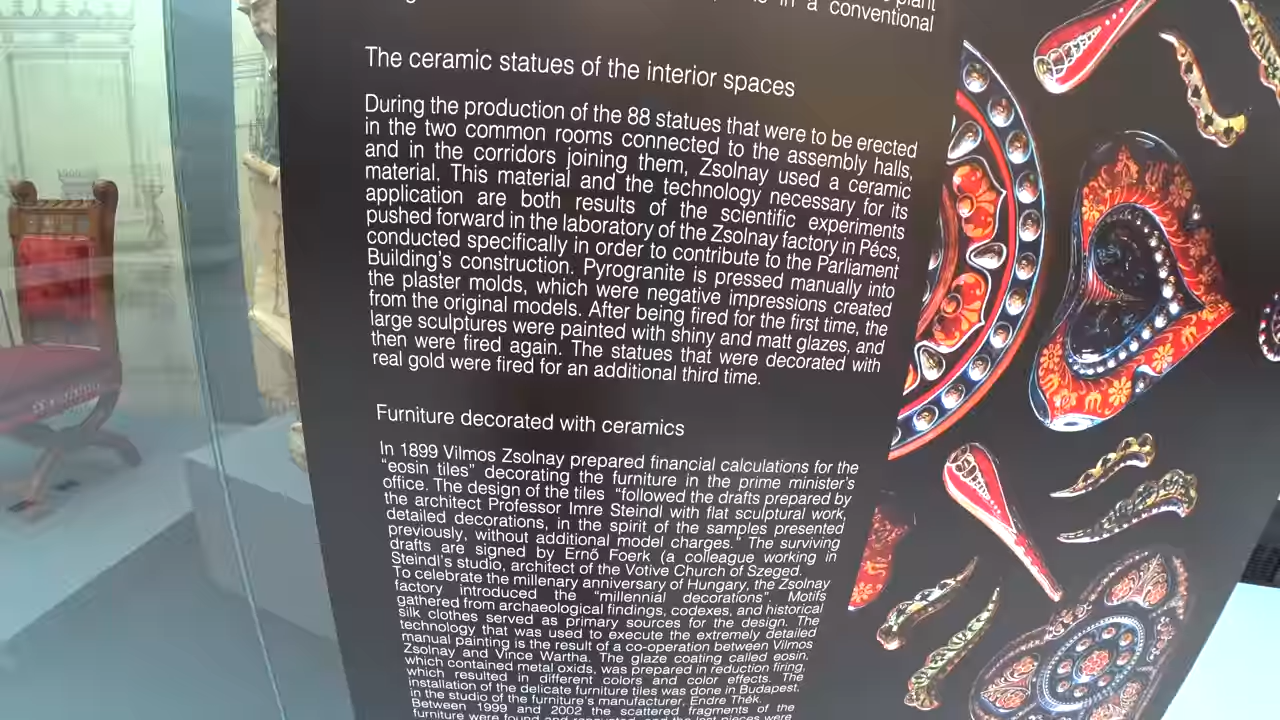 plant
in a conventional
The ceramic statues of the interior spaces
During the production of the 88 statues that were to be erected
in the two common rooms connected to the assembly halls,
and in the corridors joining them, Zsolnay used a ceramic
material. This material and the technology necessary for its
application are both results of the scientific experiments
pushed forward in the laboratory of the Zsolnay factory in Pécs,
conducted specifically in order to contribute to the Parliament
Building's construction. Pyrogranite is pressed manually into
the plaster molds, which were negative impressions created
from the original models. After being fired for the first time, the
large sculptures were painted with shiny and matt glazes, and
then were fired again. The statues that were decorated with
real gold were fired for an additional third time.
Furniture decorated with ceramics
In 1899 Vilmos Zsolnay prepared financial calculations for the
“eosin tiles” decorating the furniture in the prime minister's
office. The design of the tiles “followed the drafts prepared by
the architect Professor Imre Steindl with flat sculptural work,
detailed decorations, in the spirit of the samples presented
previously, without additional model charges.” The surviving
drafts are signed by Ernő Foerk (a colleague working in
Steindl's studio, architect of the Votive Church of Szeged.
To celebrate the millenary anniversary of Hungary, the Zsolnay
factory introduced the “millennial decorations”. Motifs
gathered from archaeological findings, codexes, and historical
silk clothes served as primary sources for the design. The
technology that was used to execute the extremely detailed
manual painting is the result of a co-operation between Vilmos
Zsolnay and Vince Wartha. The glaze coating called eosin,
which contained metal oxids, was prepared in reduction firing,
which resulted in different colors and color effects. The
installation of the delicate furniture tiles was done in Budapest,
in the studio of the furniture's manufacturer, Endre Thék.
Between 1999 and 2002 the scattered fragments of the
furniture were found and renovated, and the lost pieces were